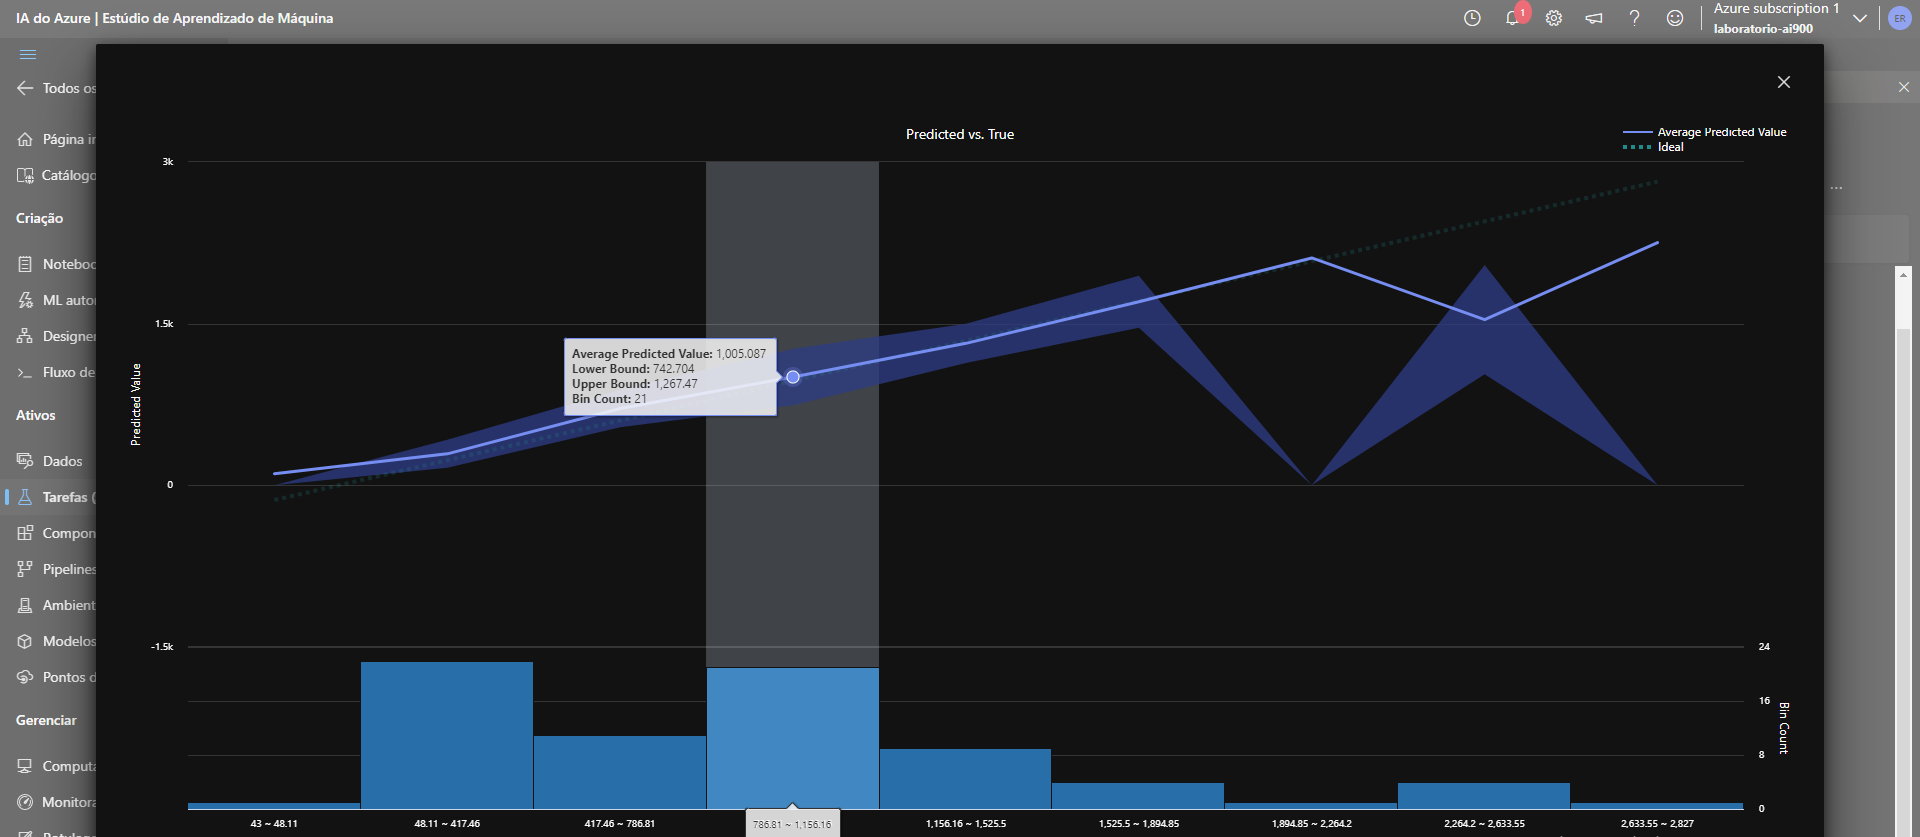 IA do Azure | Estúdio de Aprendizado de Máquina
1
Azure subscription 1
laboratorio-ai900
ER
Todos os
Página in
Catálogo
Criação
Notebo
ML auto
Designer
Fluxo de
Ativos
Dados
Tarefas (
Compon
Pipelines
Ambient
Modelos
Pontos d
Gerenciar
Computa
Monitora
Predicted vs. True
Average Predicted Value
Ideal
3k
1.5k
0
-1.5k
Predicted Value
Average Predicted Value: 1,005.087
Lower Bound: 742.704
Upper Bound: 1,267.47
Bin Count: 21
24
16
8
0
Bin Count
43 ~ 48.11
48.11 ~ 417.46
417.46 ~ 786.81
786.81 ~ 1,156.16
1,156.16 ~ 1,525.5
1,525.5 ~ 1,894.85
1,894.85 ~ 2,264.2
2,264.2 ~ 2,633.55
2,633.55 ~ 2,827